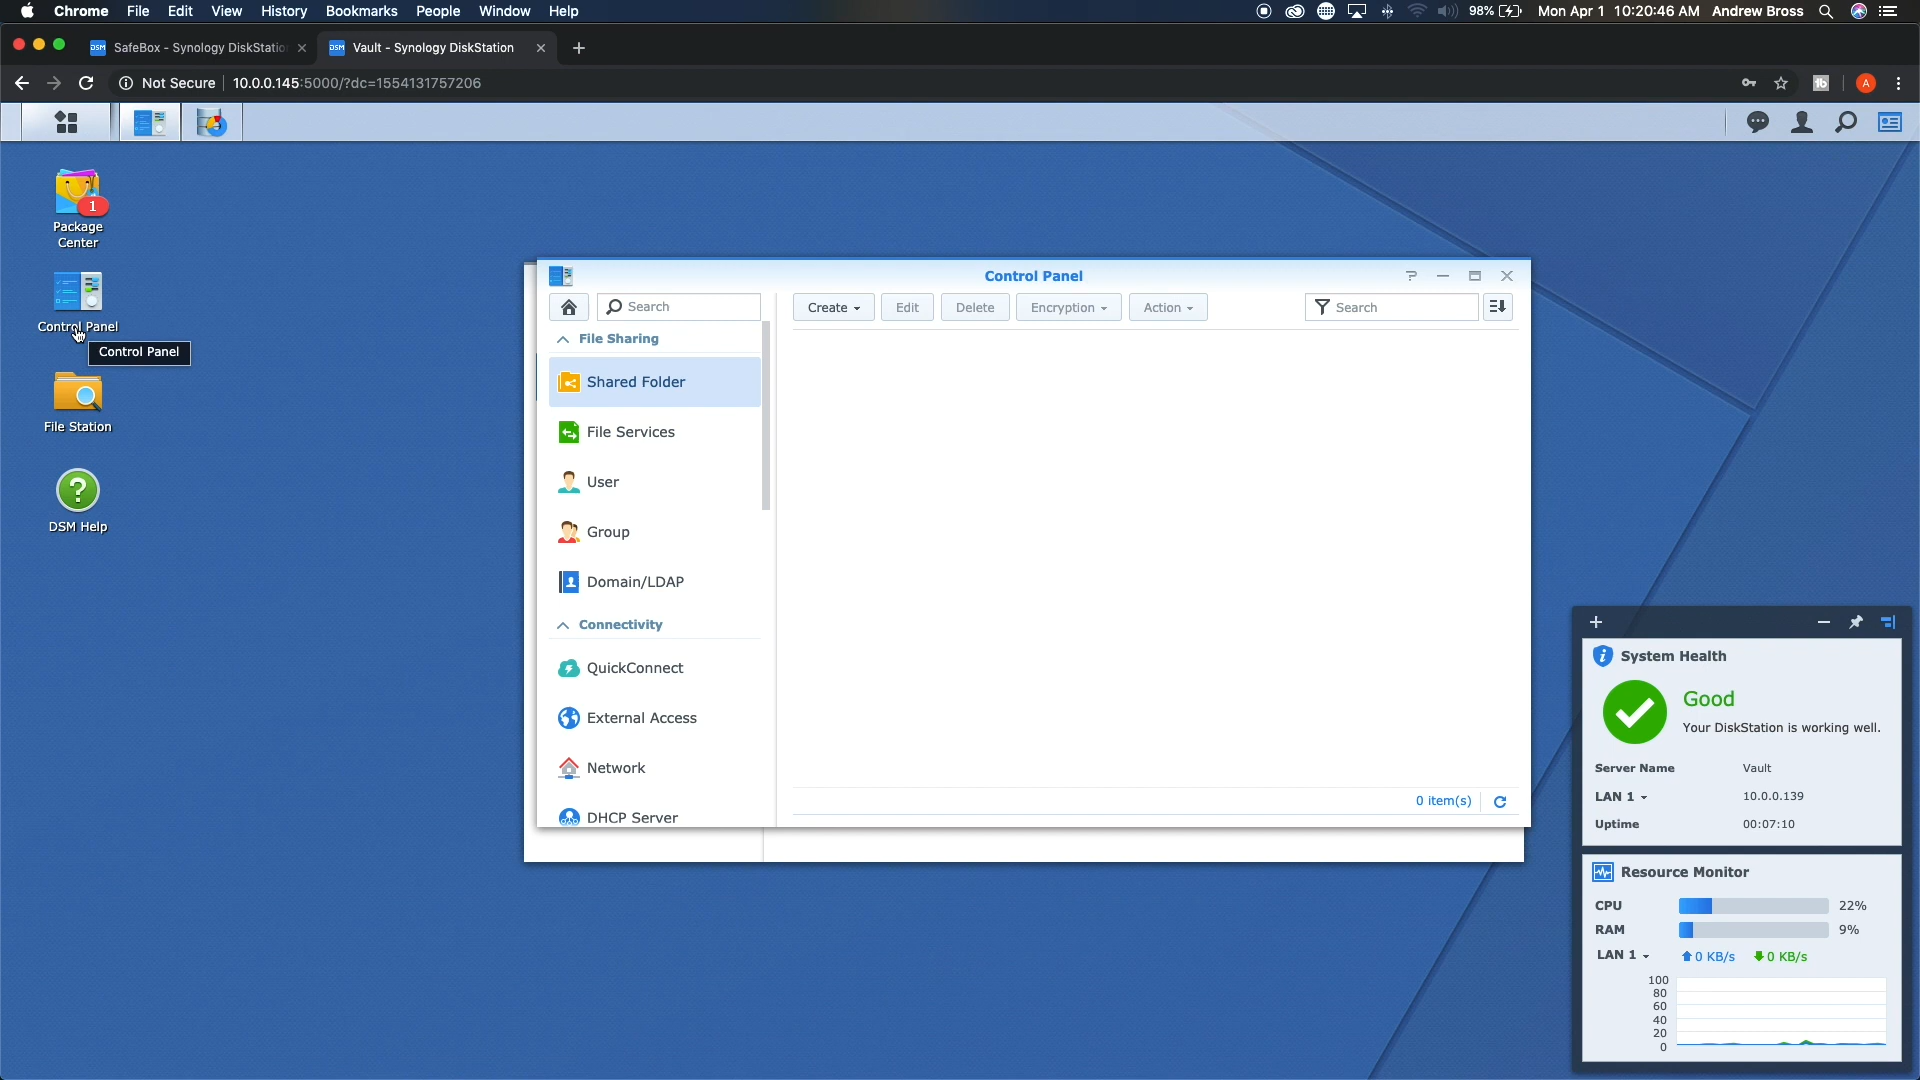 Chrome File Edit View History Bookmarks People Window Help
98% Mon Apr 1 10:20:46 AM Andrew Bross
DSM SafeBox - Synology DiskStatio
DSM Vault - Synology DiskStation
Not Secure 10.0.0.145:5000/?dc=1554131757206
A
1
Package
Center
Control Panel
Control Panel
File Station
DSM Help
Control Panel
Search
Create Edit Delete Encryption Action
Search
File Sharing
Shared Folder
File Services
User
Group
Domain/LDAP
Connectivity
QuickConnect
External Access
Network
DHCP Server
0 item(s)
System Health
Good
Your DiskStation is working well.
Server Name Vault
LAN 1 10.0.0.139
Uptime 00:07:10
Resource Monitor
CPU 22%
RAM 9%
LAN 1 0 KB/s 0 KB/s
100
80
60
40
20
0